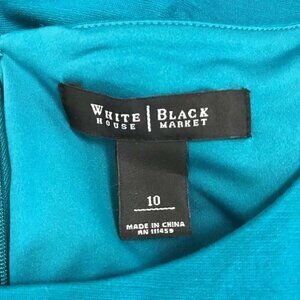 WHITE HOUSE | BLACK MARKET
10
MADE IN CHINA
RN 111459